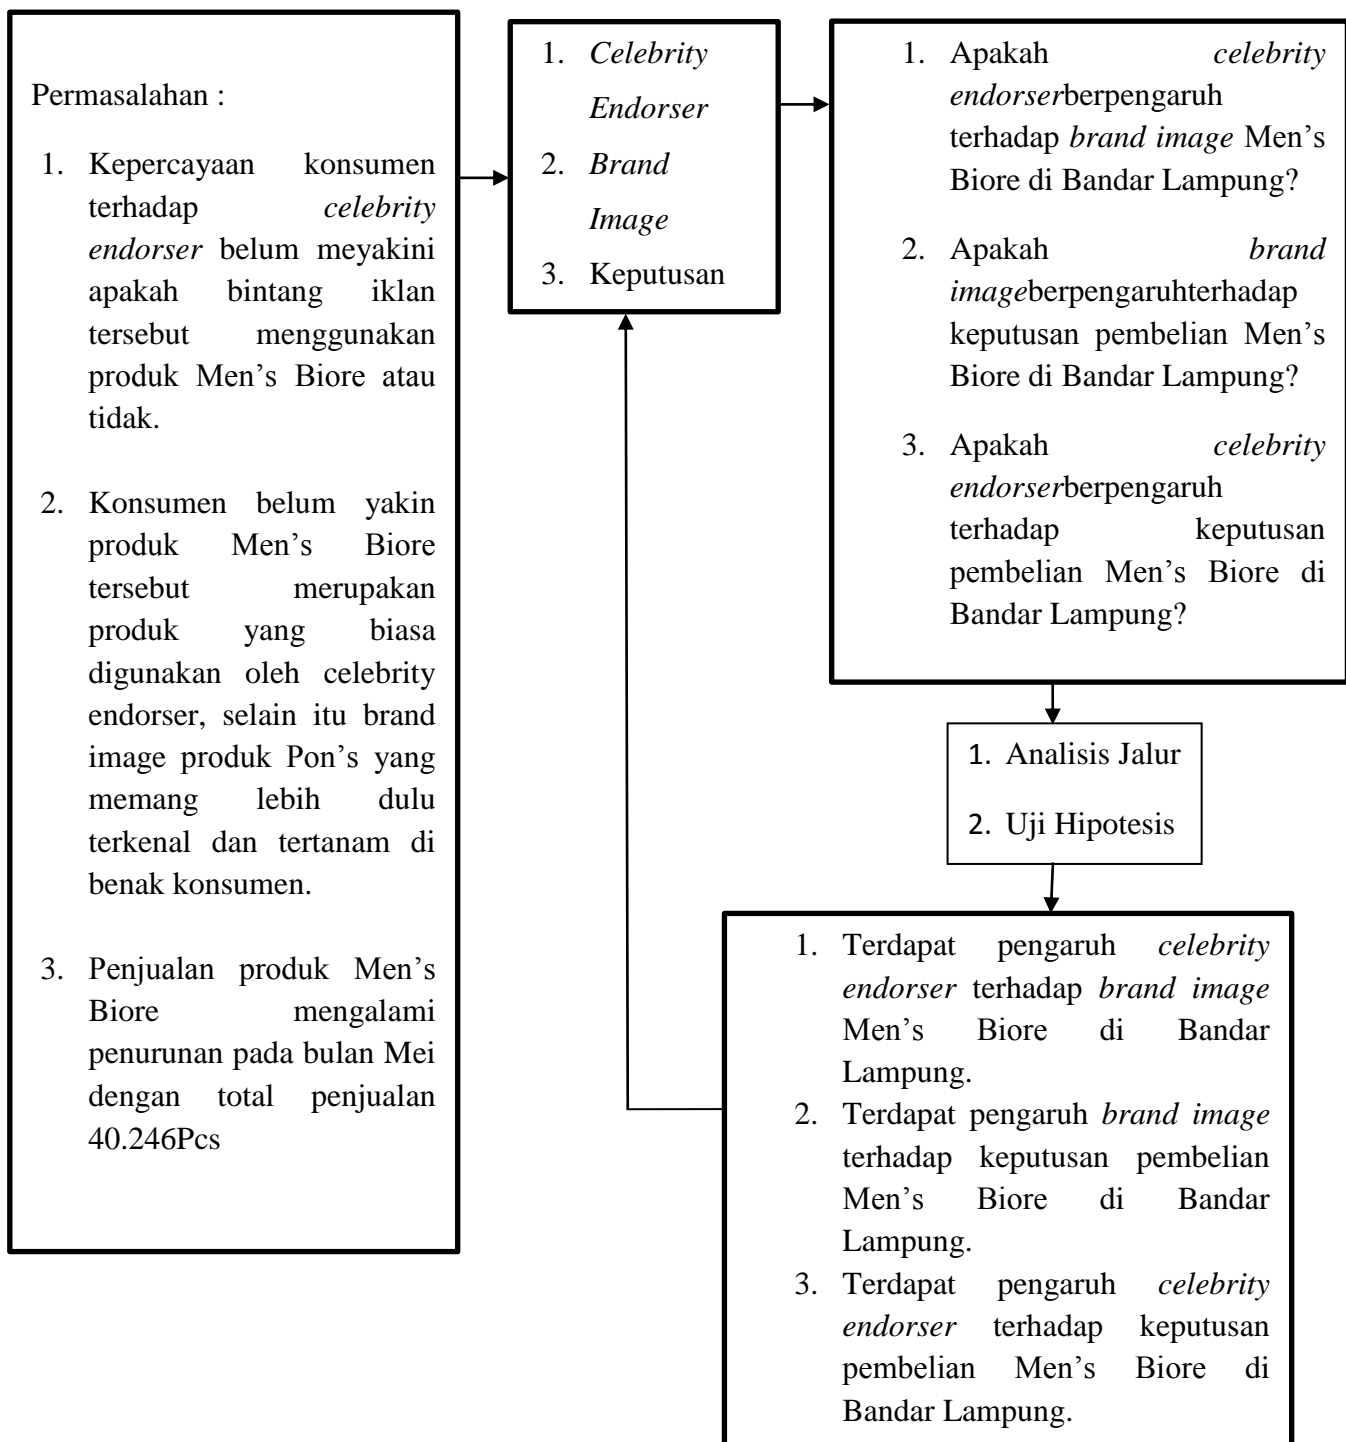 Permasalahan :
1. Kepercayaan konsumen
terhadap celebrity
endorser belum meyakini
apakah bintang iklan
tersebut menggunakan
produk Men’s Biore atau
tidak.
2. Konsumen belum yakin
produk Men’s Biore
tersebut merupakan
produk yang biasa
digunakan oleh celebrity
endorser, selain itu brand
image produk Pon’s yang
memang lebih dulu
terkenal dan tertanam di
benak konsumen.
3. Penjualan produk Men’s
Biore mengalami
penurunan pada bulan Mei
dengan total penjualan
40.246Pcs
1. Celebrity
Endorser
2. Brand
Image
3. Keputusan
1. Apakah celebrity
endorserberpengaruh
terhadap brand image Men’s
Biore di Bandar Lampung?
2. Apakah brand
imageberpengaruhterhadap
keputusan pembelian Men’s
Biore di Bandar Lampung?
3. Apakah celebrity
endorserberpengaruh
terhadap keputusan
pembelian Men’s Biore di
Bandar Lampung?
1. Analisis Jalur
2. Uji Hipotesis
1. Terdapat pengaruh celebrity
endorser terhadap brand image
Men’s Biore di Bandar
Lampung.
2. Terdapat pengaruh brand image
terhadap keputusan pembelian
Men’s Biore di Bandar
Lampung.
3. Terdapat pengaruh celebrity
endorser terhadap keputusan
pembelian Men’s Biore di
Bandar Lampung.